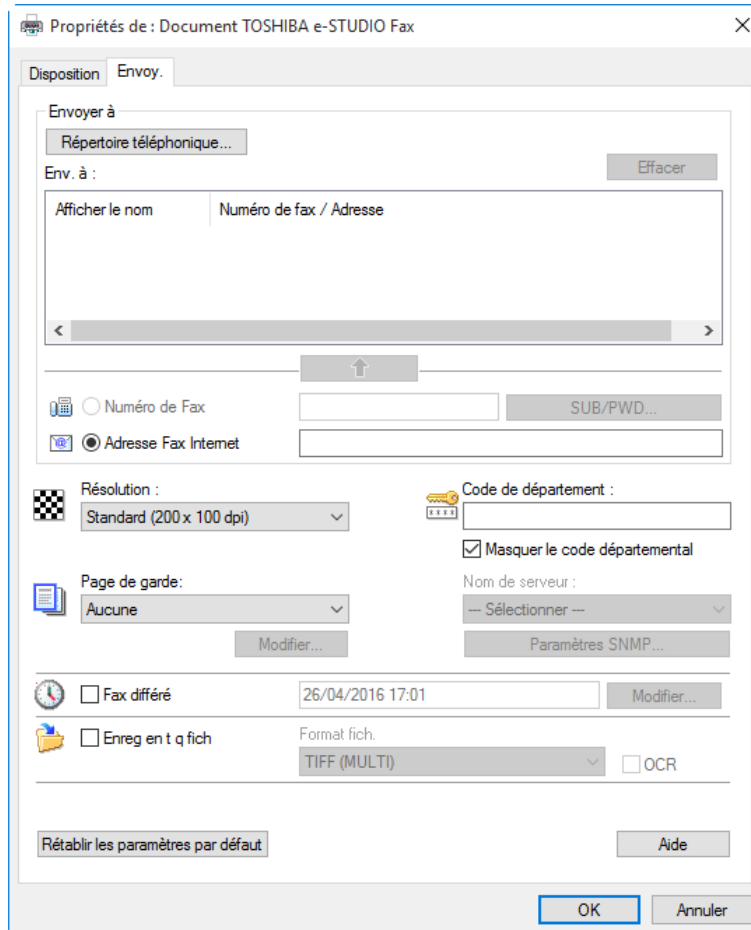 Propriétés de : Document TOSHIBA e-STUDIO Fax
Disposition
Envoy.
Envoyer à
Répertoire téléphonique...
Env. à :
Effacer
Afficher le nom
Numéro de fax / Adresse
Numéro de Fax
SUB/PWD...
@
Adresse Fax Internet
Résolution :
Standard (200 x 100 dpi)
Code de département :
Masquer le code départemental
Page de garde:
Aucune
Modifier...
Nom de serveur :
--- Sélectionner ---
Paramètres SNMP...
Fax différé
26/04/2016 17:01
Modifier...
Enreg en t q fich
Format fich.
TIFF (MULTI)
OCR
Rétablir les paramètres par défaut
Aide
OK
Annuler